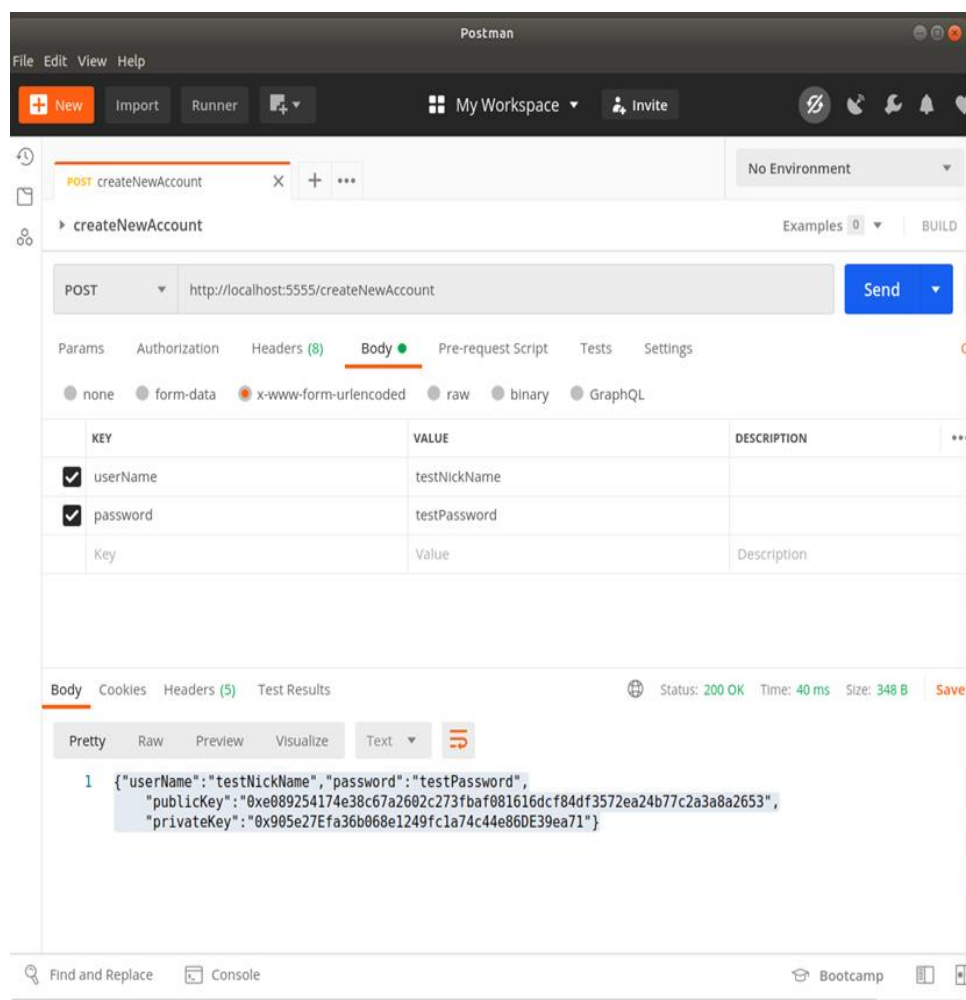 Postman
File Edit View Help
New Import Runner My Workspace Invite
POST createNewAccount No Environment
createNewAccount Examples 0 BUILD
POST http://localhost:5555/createNewAccount Send
Params Authorization Headers (8) Body Pre-request Script Tests Settings
none form-data x-www-form-urlencoded raw binary GraphQL
KEY VALUE DESCRIPTION
userName testNickName
password testPassword
Key Value Description
Body Cookies Headers (5) Test Results Status: 200 OK Time: 40 ms Size: 348 B Save
Pretty Raw Preview Visualize Text
1 {"userName":"testNickName","password":"testPassword",
"publicKey":"0xe089254174e38c67a2602c273fbaf081616dcf84df3572ea24b77c2a3a8a2653",
"privateKey":"0x905e27Efa36b068e1249fc1a74c44e86DE39ea71"}
Find and Replace Console Bootcamp